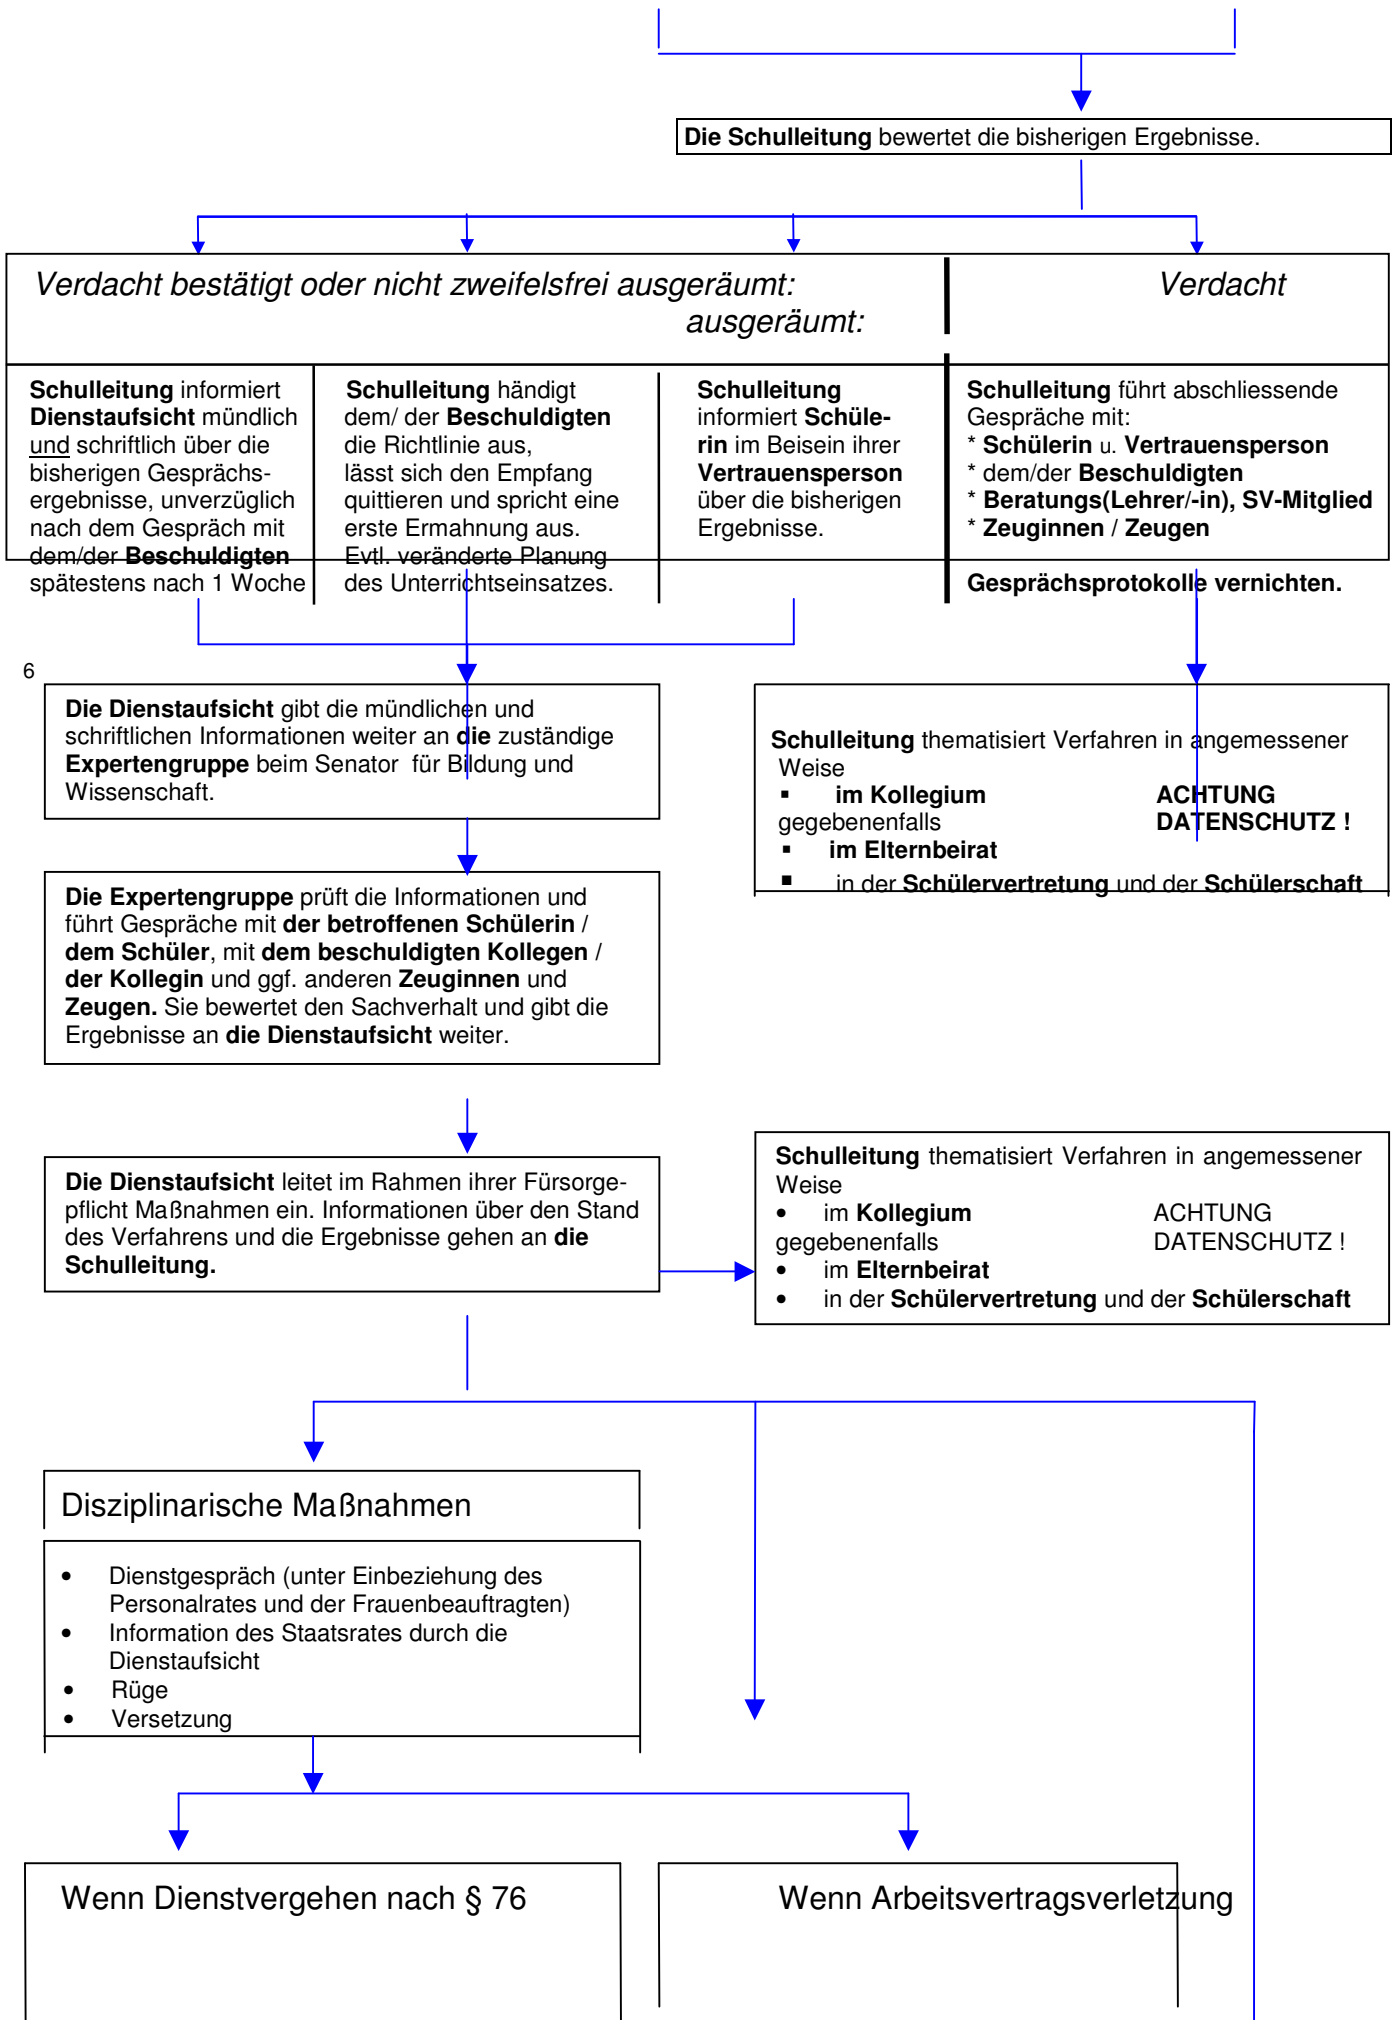 Die Schulleitung bewertet die bisherigen Ergebnisse.
Verdacht bestätigt oder nicht zweifelsfrei ausgeräumt: Verdacht
ausgeräumt:
Schulleitung informiert
Dienstaufsicht mündlich
und schriftlich über die
bisherigen Gesprächs-
ergebnisse, unverzüglich
nach dem Gespräch mit
dem/der Beschuldigten
spätestens nach 1 Woche
Schulleitung händigt
dem/ der Beschuldigten
die Richtlinie aus,
lässt sich den Empfang
quittieren und spricht eine
erste Ermahnung aus.
Evtl. veränderte Planung
des Unterrichtseinsatzes.
Schulleitung
informiert Schüle-
rin im Beisein ihrer
Vertrauensperson
über die bisherigen
Ergebnisse.
Schulleitung führt abschliessende
Gespräche mit:
* Schülerin u. Vertrauensperson
* dem/der Beschuldigten
* Beratungs(Lehrer/-in), SV-Mitglied
* Zeuginnen / Zeugen
Gesprächsprotokolle vernichten.
6
Die Dienstaufsicht gibt die mündlichen und
schriftlichen Informationen weiter an die zuständige
Expertengruppe beim Senator für Bildung und
Wissenschaft.
Schulleitung thematisiert Verfahren in angemessener
Weise
▪ im Kollegium ACHTUNG
gegebenenfalls DATENSCHUTZ !
▪ im Elternbeirat
▪ in der Schülervertretung und der Schülerschaft
Die Expertengruppe prüft die Informationen und
führt Gespräche mit der betroffenen Schülerin /
dem Schüler, mit dem beschuldigten Kollegen /
der Kollegin und ggf. anderen Zeuginnen und
Zeugen. Sie bewertet den Sachverhalt und gibt die
Ergebnisse an die Dienstaufsicht weiter.
Die Dienstaufsicht leitet im Rahmen ihrer Fürsorge-
pflicht Maßnahmen ein. Informationen über den Stand
des Verfahrens und die Ergebnisse gehen an die
Schulleitung.
Schulleitung thematisiert Verfahren in angemessener
Weise
• im Kollegium ACHTUNG
gegebenenfalls DATENSCHUTZ !
• im Elternbeirat
• in der Schülervertretung und der Schülerschaft
Disziplinarische Maßnahmen
• Dienstgespräch (unter Einbeziehung des
Personalrates und der Frauenbeauftragten)
• Information des Staatsrates durch die
Dienstaufsicht
• Rüge
• Versetzung
Wenn Dienstvergehen nach § 76
Wenn Arbeitsvertragsverletzung